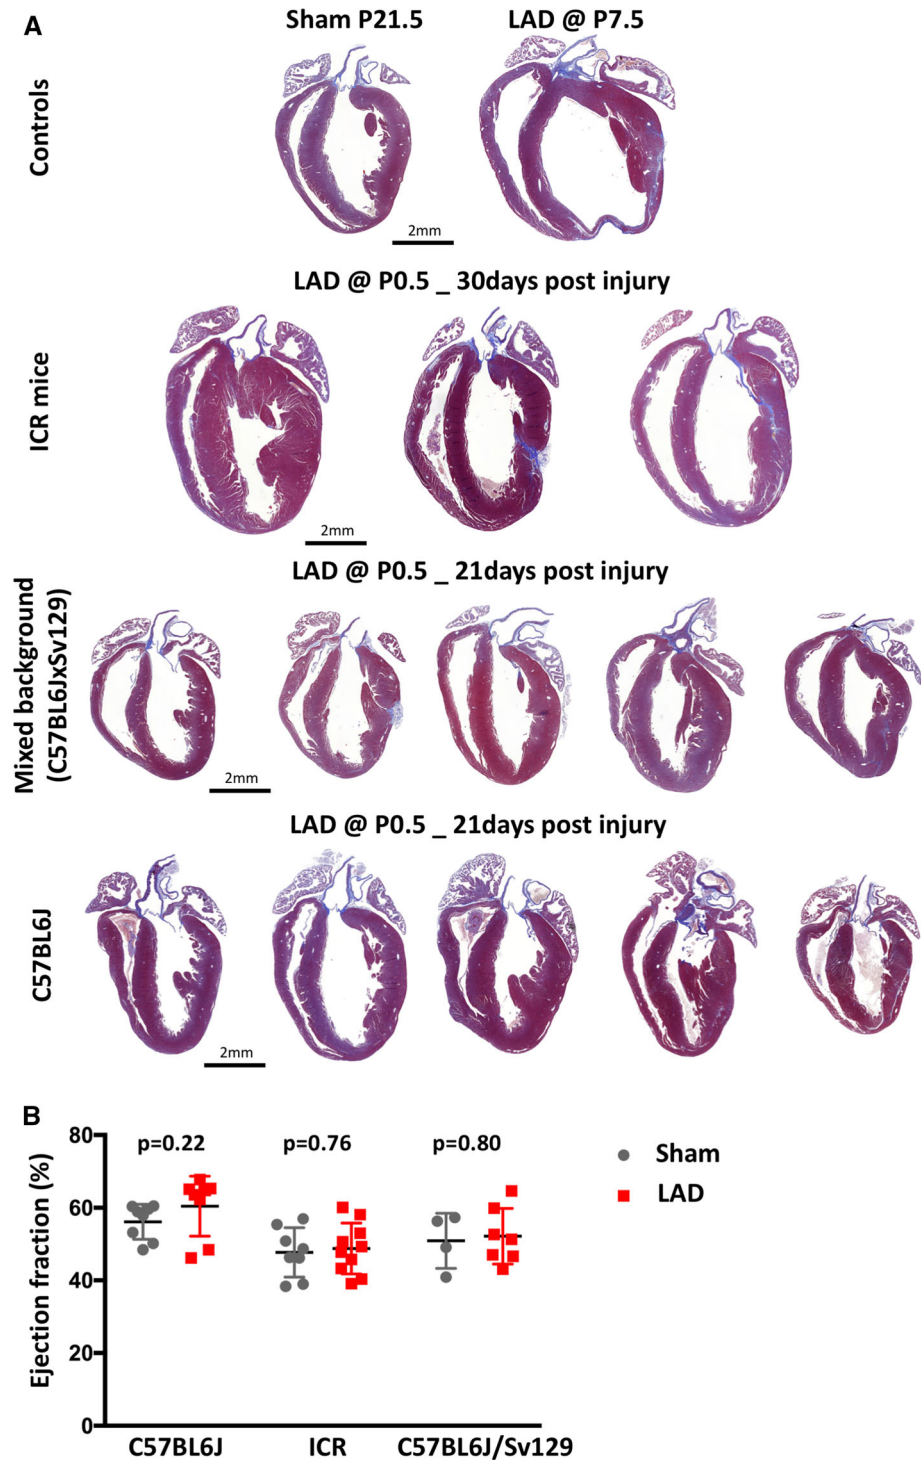 A
Sham P21.5
LAD @ P7.5
Controls
2mm
LAD @ P0.5 _ 30days post injury
ICR mice
2mm
LAD @ P0.5 _ 21days post injury
Mixed background
(C57BL6JxSv129)
2mm
LAD @ P0.5 _ 21days post injury
C57BL6J
2mm
B
Ejection fraction (%)
80
60
40
20
0
p=0.22
p=0.76
p=0.80
Sham
LAD
C57BL6J
ICR
C57BL6J/Sv129